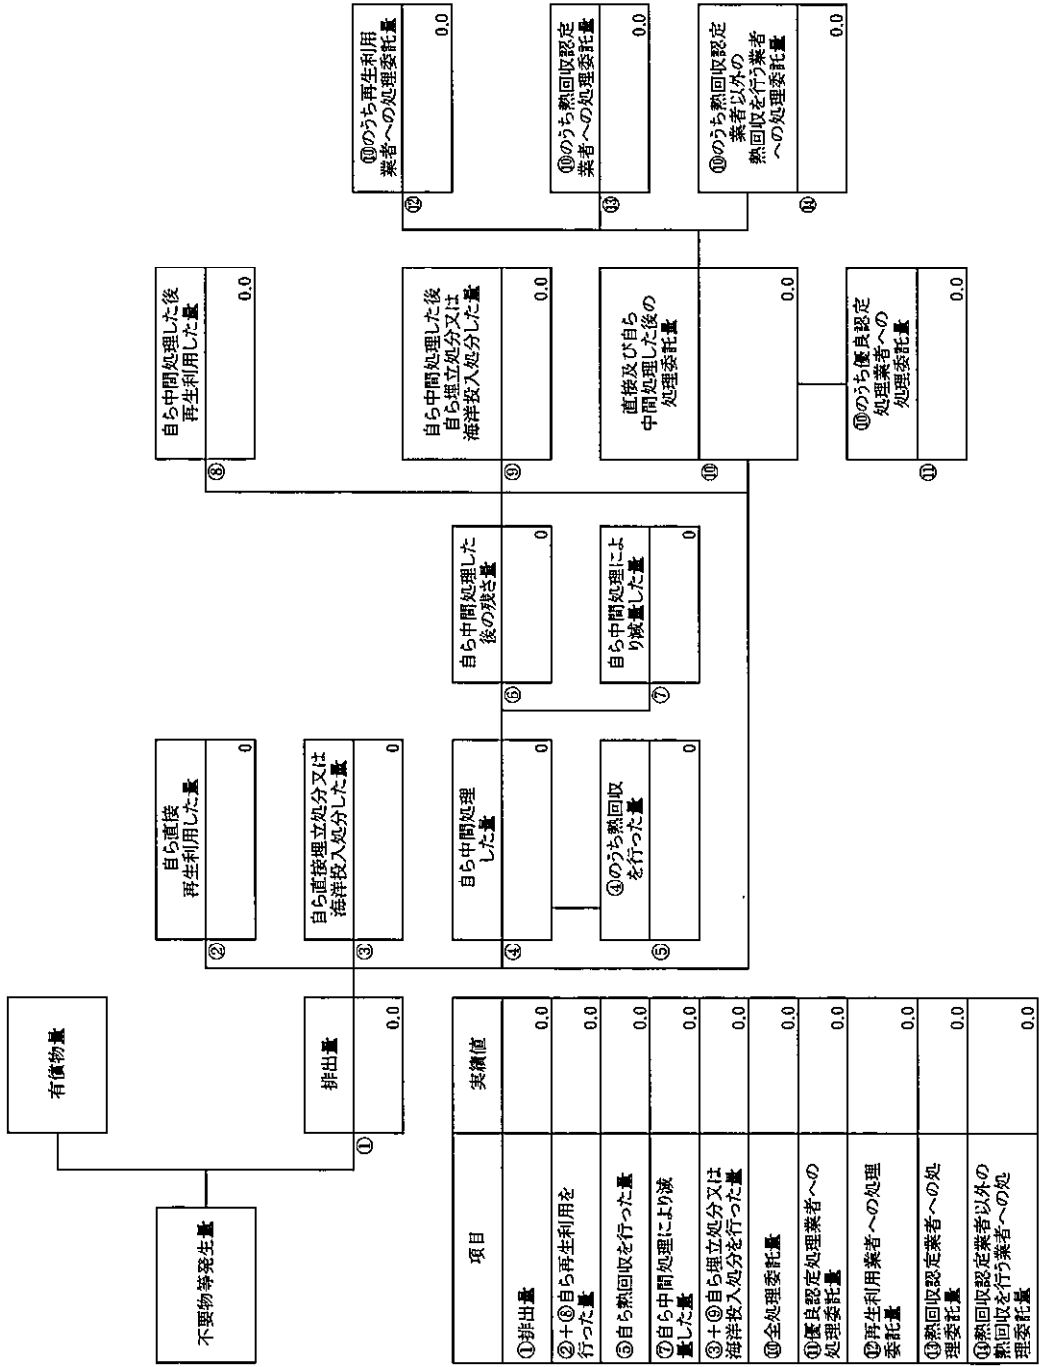 有償物量
不要物等発生量
排出量
①
0.0
自ら直接
再生利用した量
②
0
自ら直接埋立処分又は
海洋投入処分した量
③
0
自ら中間処理
した量
④
0
④のうち熱回収
を行った量
⑤
0
自ら中間処理した
後の残さ量
⑥
0
自ら中間処理によ
り減量した量
⑦
0
自ら中間処理した後
再生利用した量
⑧
0.0
自ら中間処理した後
自ら埋立処分又は
海洋投入処分した量
⑨
0.0
直接及び自ら
中間処理した後の
処理委託量
⑩
0.0
⑩のうち優良認定
処理業者への
処理委託量
⑪
0.0
⑩のうち再生利用
業者への処理委託量
⑫
0.0
⑩のうち熱回収認定
業者への処理委託量
⑬
0.0
⑩のうち熱回収認定
業者以外の
熱回収を行う業者
への処理委託量
⑭
0.0
項目 実績値
①排出量 0.0
②+⑧自ら再生利用を
行った量 0.0
⑤自ら熱回収を行った量 0.0
⑦自ら中間処理により減
量した量 0.0
③+⑨自ら埋立処分又は
海洋投入処分を行った量 0.0
⑩全処理委託量 0.0
⑪優良認定処理業者への
処理委託量 0.0
⑫再生利用業者への処理
委託量 0.0
⑬熱回収認定業者への処
理委託量 0.0
⑭熱回収認定業者以外の
熱回収を行う業者への処
理委託量 0.0